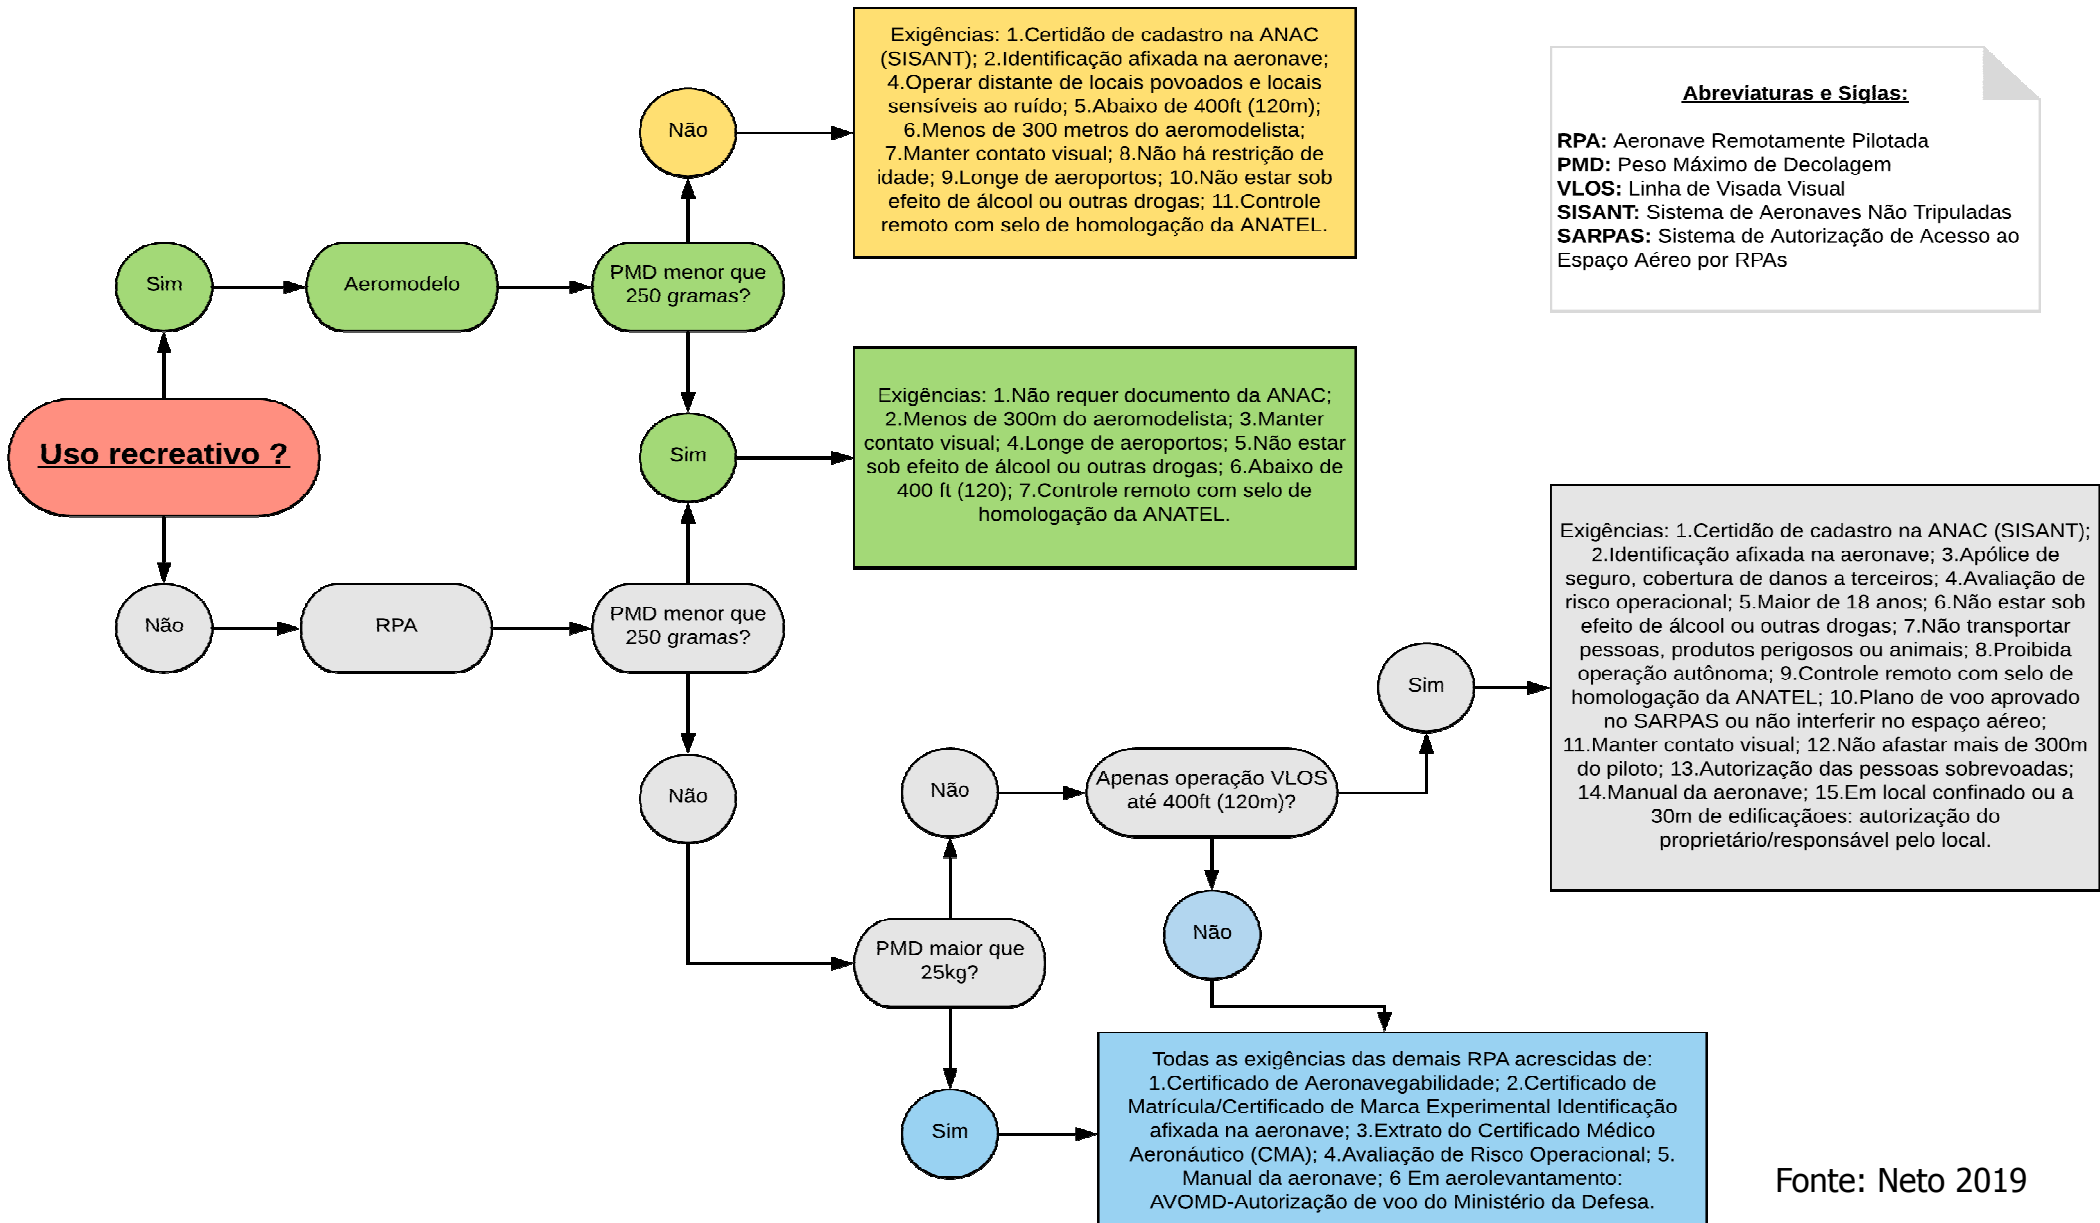 Exigências: 1.Certidão de cadastro na ANAC
(SISANT); 2.Identificação afixada na aeronave;
4.Operar distante de locais povoados e locais
sensíveis ao ruído; 5.Abaixo de 400ft (120m);
6.Menos de 300 metros do aeromodelista;
7.Manter contato visual; 8.Não há restrição de
idade; 9.Longe de aeroportos; 10.Não estar sob
efeito de álcool ou outras drogas; 11.Controle
remoto com selo de homologação da ANATEL.
Abreviaturas e Siglas:
RPA: Aeronave Remotamente Pilotada
PMD: Peso Máximo de Decolagem
VLOS: Linha de Visada Visual
SISANT: Sistema de Aeronaves Não Tripuladas
SARPAS: Sistema de Autorização de Acesso ao
Espaço Aéreo por RPAs
Não
Sim
Aeromodelo
PMD menor que
250 gramas?
Uso recreativo ?
Sim
Exigências: 1.Não requer documento da ANAC;
2.Menos de 300m do aeromodelista; 3.Manter
contato visual; 4.Longe de aeroportos; 5.Não estar
sob efeito de álcool ou outras drogas; 6.Abaixo de
400 ft (120); 7.Controle remoto com selo de
homologação da ANATEL.
Não
RPA
PMD menor que
250 gramas?
Não
Não
Apenas operação VLOS
até 400ft (120m)?
Sim
Exigências: 1.Certidão de cadastro na ANAC (SISANT);
2.Identificação afixada na aeronave; 3.Apólice de
seguro, cobertura de danos a terceiros; 4.Avaliação de
risco operacional; 5.Maior de 18 anos; 6.Não estar sob
efeito de álcool ou outras drogas; 7.Não transportar
pessoas, produtos perigosos ou animais; 8.Proibida
operação autônoma; 9.Controle remoto com selo de
homologação da ANATEL; 10.Plano de voo aprovado
no SARPAS ou não interferir no espaço aéreo;
11.Manter contato visual; 12.Não afastar mais de 300m
do piloto; 13.Autorização das pessoas sobrevoadas;
14.Manual da aeronave; 15.Em local confinado ou a
30m de edificaçãoes: autorização do
proprietário/responsável pelo local.
PMD maior que
25kg?
Não
Sim
Todas as exigências das demais RPA acrescidas de:
1.Certificado de Aeronavegabilidade; 2.Certificado de
Matrícula/Certificado de Marca Experimental Identificação
afixada na aeronave; 3.Extrato do Certificado Médico
Aeronáutico (CMA); 4.Avaliação de Risco Operacional; 5.
Manual da aeronave; 6 Em aerolevantamento:
AVOMD-Autorização de voo do Ministério da Defesa.
Fonte: Neto 2019